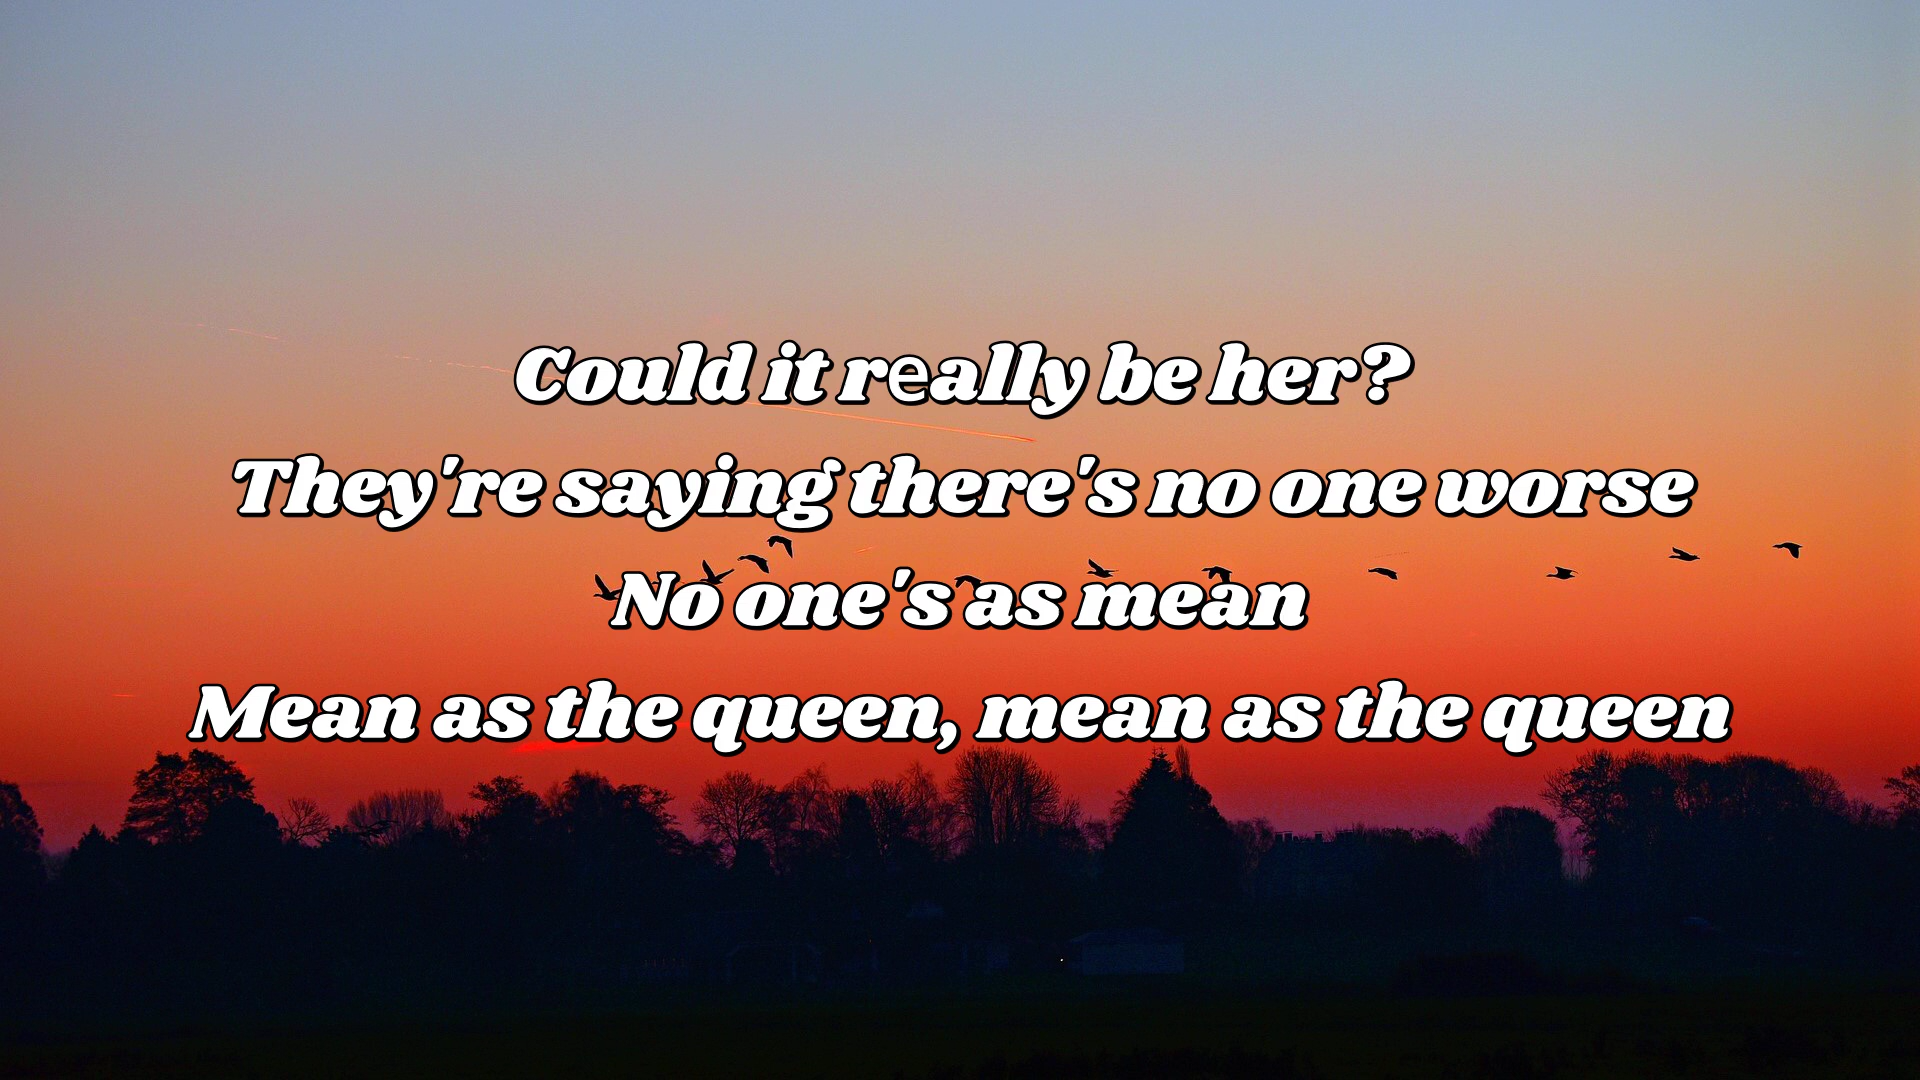 Could it rеally be her?
They're saying there's no one worse
No one's as mean
Mean as the queen, mean as the queen